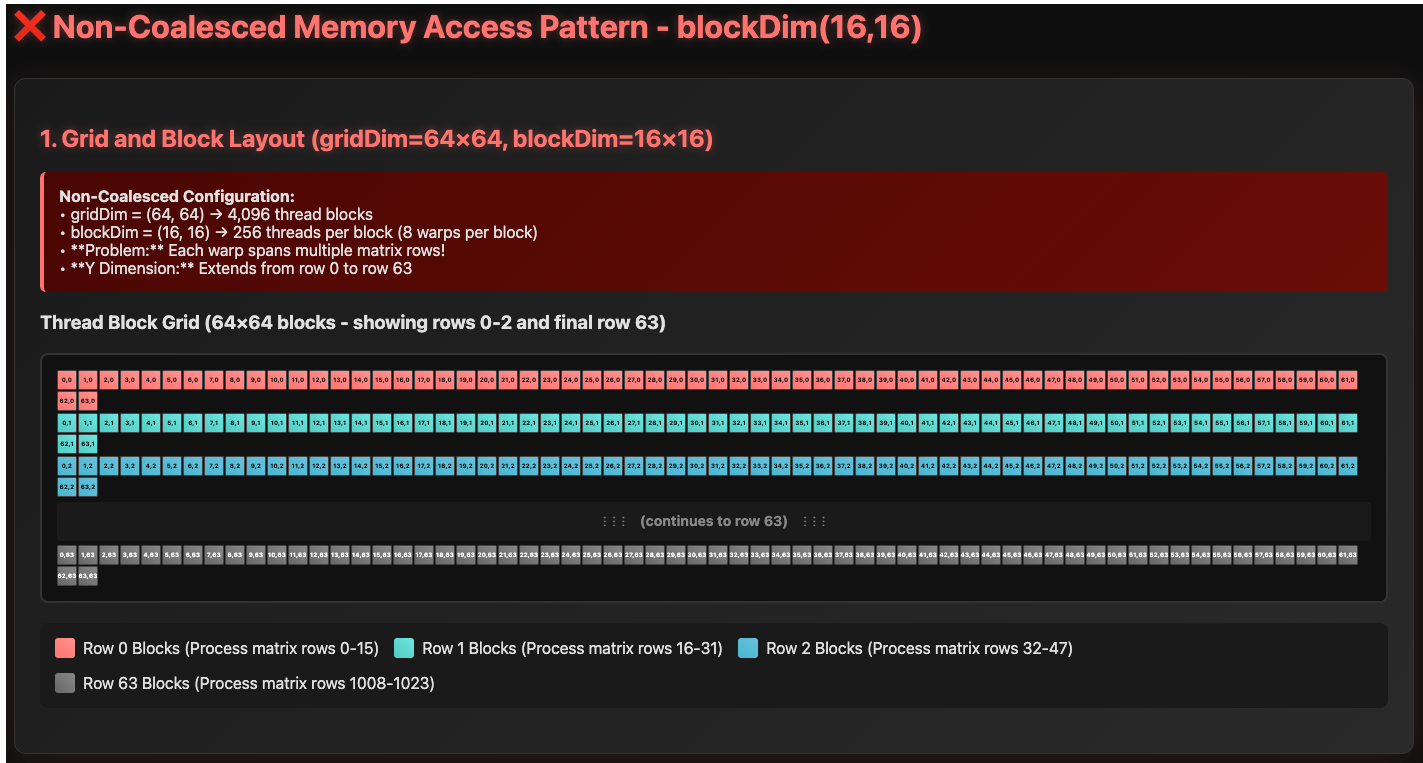 ❌ Non-Coalesced Memory Access Pattern - blockDim(16,16)
1. Grid and Block Layout (gridDim=64×64, blockDim=16×16)
Non-Coalesced Configuration:
• gridDim = (64, 64) → 4,096 thread blocks
• blockDim = (16, 16) → 256 threads per block (8 warps per block)
• **Problem:** Each warp spans multiple matrix rows!
• **Y Dimension:** Extends from row 0 to row 63
Thread Block Grid (64×64 blocks - showing rows 0-2 and final row 63)
0,0 1,0 2,0 3,0 4,0 5,0 6,0 7,0 8,0 9,0 10,0 11,0 12,0 13,0 14,0 15,0 16,0 17,0 18,0 19,0 20,0 21,0 22,0 23,0 24,0 25,0 26,0 27,0 28,0 29,0 30,0 31,0 32,0 33,0 34,0 35,0 36,0 37,0 38,0 39,0 40,0 41,0 42,0 43,0 44,0 45,0 46,0 47,0 48,0 49,0 50,0 51,0 52,0 53,0 54,0 55,0 56,0 57,0 58,0 59,0 60,0 61,0
62,0 63,0
0,1 1,1 2,1 3,1 4,1 5,1 6,1 7,1 8,1 9,1 10,1 11,1 12,1 13,1 14,1 15,1 16,1 17,1 18,1 19,1 20,1 21,1 22,1 23,1 24,1 25,1 26,1 27,1 28,1 29,1 30,1 31,1 32,1 33,1 34,1 35,1 36,1 37,1 38,1 39,1 40,1 41,1 42,1 43,1 44,1 45,1 46,1 47,1 48,1 49,1 50,1 51,1 52,1 53,1 54,1 55,1 56,1 57,1 58,1 59,1 60,1 61,1
62,1 63,1
0,2 1,2 2,2 3,2 4,2 5,2 6,2 7,2 8,2 9,2 10,2 11,2 12,2 13,2 14,2 15,2 16,2 17,2 18,2 19,2 20,2 21,2 22,2 23,2 24,2 25,2 26,2 27,2 28,2 29,2 30,2 31,2 32,2 33,2 34,2 35,2 36,2 37,2 38,2 39,2 40,2 41,2 42,2 43,2 44,2 45,2 46,2 47,2 48,2 49,2 50,2 51,2 52,2 53,2 54,2 55,2 56,2 57,2 58,2 59,2 60,2 61,2
62,2 63,2
⋮⋮⋮ (continues to row 63) ⋮⋮⋮
0,63 1,63 2,63 3,63 4,63 5,63 6,63 7,63 8,63 9,63 10,63 11,63 12,63 13,63 14,63 15,63 16,63 17,63 18,63 19,63 20,63 21,63 22,63 23,63 24,63 25,63 26,63 27,63 28,63 29,63 30,63 31,63 32,63 33,63 34,63 35,63 36,63 37,63 38,63 39,63 40,63 41,63 42,63 43,63 44,63 45,63 46,63 47,63 48,63 49,63 50,63 51,63 52,63 53,63 54,63 55,63 56,63 57,63 58,63 59,63 60,63 61,63
62,63 63,63
Row 0 Blocks (Process matrix rows 0-15) Row 1 Blocks (Process matrix rows 16-31) Row 2 Blocks (Process matrix rows 32-47)
Row 63 Blocks (Process matrix rows 1008-1023)